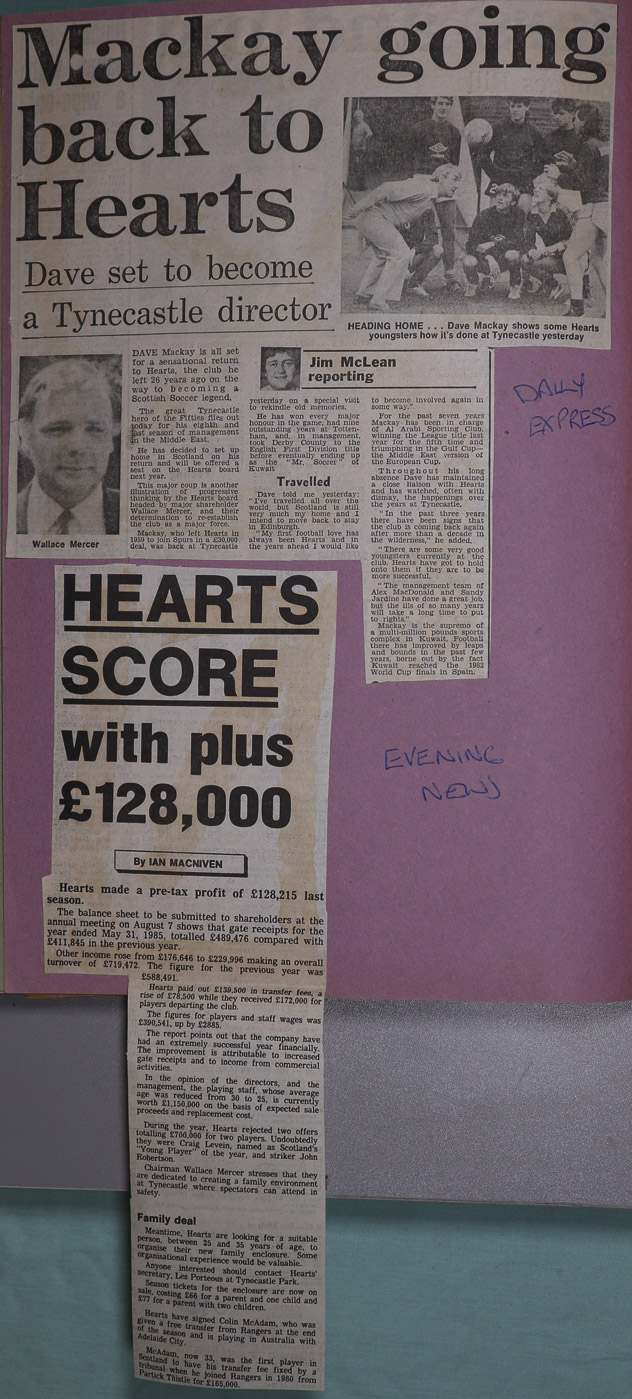 Mackay going
back to
Hearts
Dave set to become
a Tynecastle director
HEADING HOME . . . Dave Mackay shows some Hearts
youngsters how it's done at Tynecastle yesterday
Wallace Mercer
DAVE Mackay is all set
for a sensational return
to Hearts, the club he
left 26 years ago on the
way to becoming a
Scottish Soccer legend.
The great Tynecastle
hero of the Fifties flies out
today for his eighth and
last season of management
in the Middle East.
He has decided to set up
home in Scotland on his
return and will be offered a
seat on the Hearts board
next year.
This major coup is another
illustration of progressive
thinking by the Hearts board
headed by major shareholder
Wallace Mercer, and their
determination to re-establish
the club as a major force.
Mackay, who left Hearts in
1959 to join Spurs in a £30,000
deal, was back at Tynecastle
Jim McLean
reporting
yesterday on a special visit
to rekindle old memories.
He has won every major
honour in the game, had nine
outstanding years at Totten-
ham, and, in management,
took Derby County to the
English First Division title
before eventually ending up
as the "Mr. Soccer" of
Kuwait
Travelled
Dave told me yesterday:
"I've travelled all over the
world, but Scotland is still
very much my home and I
intend to move back to stay
in Edinburgh.
"My first football love has
always been Hearts and in
the years ahead I would like
to become involved again in
some way."
For the past seven years
Mackay has been in charge
of Al Arabi Sporting Club,
winning the League title last
year for the fifth time and
triumphing in the Gulf Cup—
the Middle East version of
the European Cup.
Throughout his long
absence Dave has maintained
a close liaison with Hearts
and has watched, often with
dismay, the happenings over
the years at Tynecastle.
"In the past three years
there have been signs that
the club is coming back again
after more than a decade in
the wilderness," he added.
"There are some very good
youngsters currently at the
club. Hearts have got to hold
onto them if they are to be
more successful.
"The management team of
Alex MacDonald and Sandy
Jardine have done a great job,
but the ills of so many years
will take a long time to put
to rights."
Mackay is the supremo of
a multi-million pounds sports
complex in Kuwait. Football
there has improved by leaps
and bounds in the past few
years, borne out by the fact
Kuwait reached the 1982
World Cup finals in Spain.
DAILY
EXPRESS
HEARTS
SCORE
with plus
£128,000
By IAN MACNIVEN
Hearts made a pre-tax profit of £128,215 last
season.
The balance sheet to be submitted to shareholders at the
annual meeting on August 7 shows that gate receipts for the
year ended May 31, 1985, totalled £489,476 compared with
£411,845 in the previous year.
Other income rose from £176,646 to £229,996 making an overall
turnover of £719,472. The figure for the previous year was
£588,491.
Hearts paid out £139,500 in transfer fees, a
rise of £78,500 while they received £172,000 for
players departing the club.
The figures for players and staff wages was
£390,541, up by £2885.
The report points out that the company have
had an extremely successful year financially.
The improvement is attributable to increased
gate receipts and to income from commercial
activities.
In the opinion of the directors, and the
management, the playing staff, whose average
age was reduced from 30 to 25, is currently
worth £1,150,000 on the basis of expected sale
proceeds and replacement cost.
During the year, Hearts rejected two offers
totalling £700,000 for two players. Undoubtedly
they were Craig Levein, named as Scotland's
"Young Player" of the year, and striker John
Robertson.
Chairman Wallace Mercer stresses that they
are dedicated to creating a family environment
at Tynecastle where spectators can attend in
safety.
Family deal
Meantime, Hearts are looking for a suitable
person, between 25 and 35 years of age, to
organise their new family enclosure. Some
organisational experience would be valuable.
Anyone interested should contact Hearts'
secretary, Les Porteous at Tynecastle Park.
Season tickets for the enclosure are now on
sale, costing £66 for a parent and one child and
£77 for a parent with two children.
Hearts have signed Colin McAdam, who was
given a free transfer from Rangers at the end
of the season and is playing in Australia with
Adelaide City.
McAdam, now 33, was the first player in
Scotland to have his transfer fee fixed by a
tribunal when he joined Rangers in 1980 from
Partick Thistle for £165,000.
EVENING
NEWS